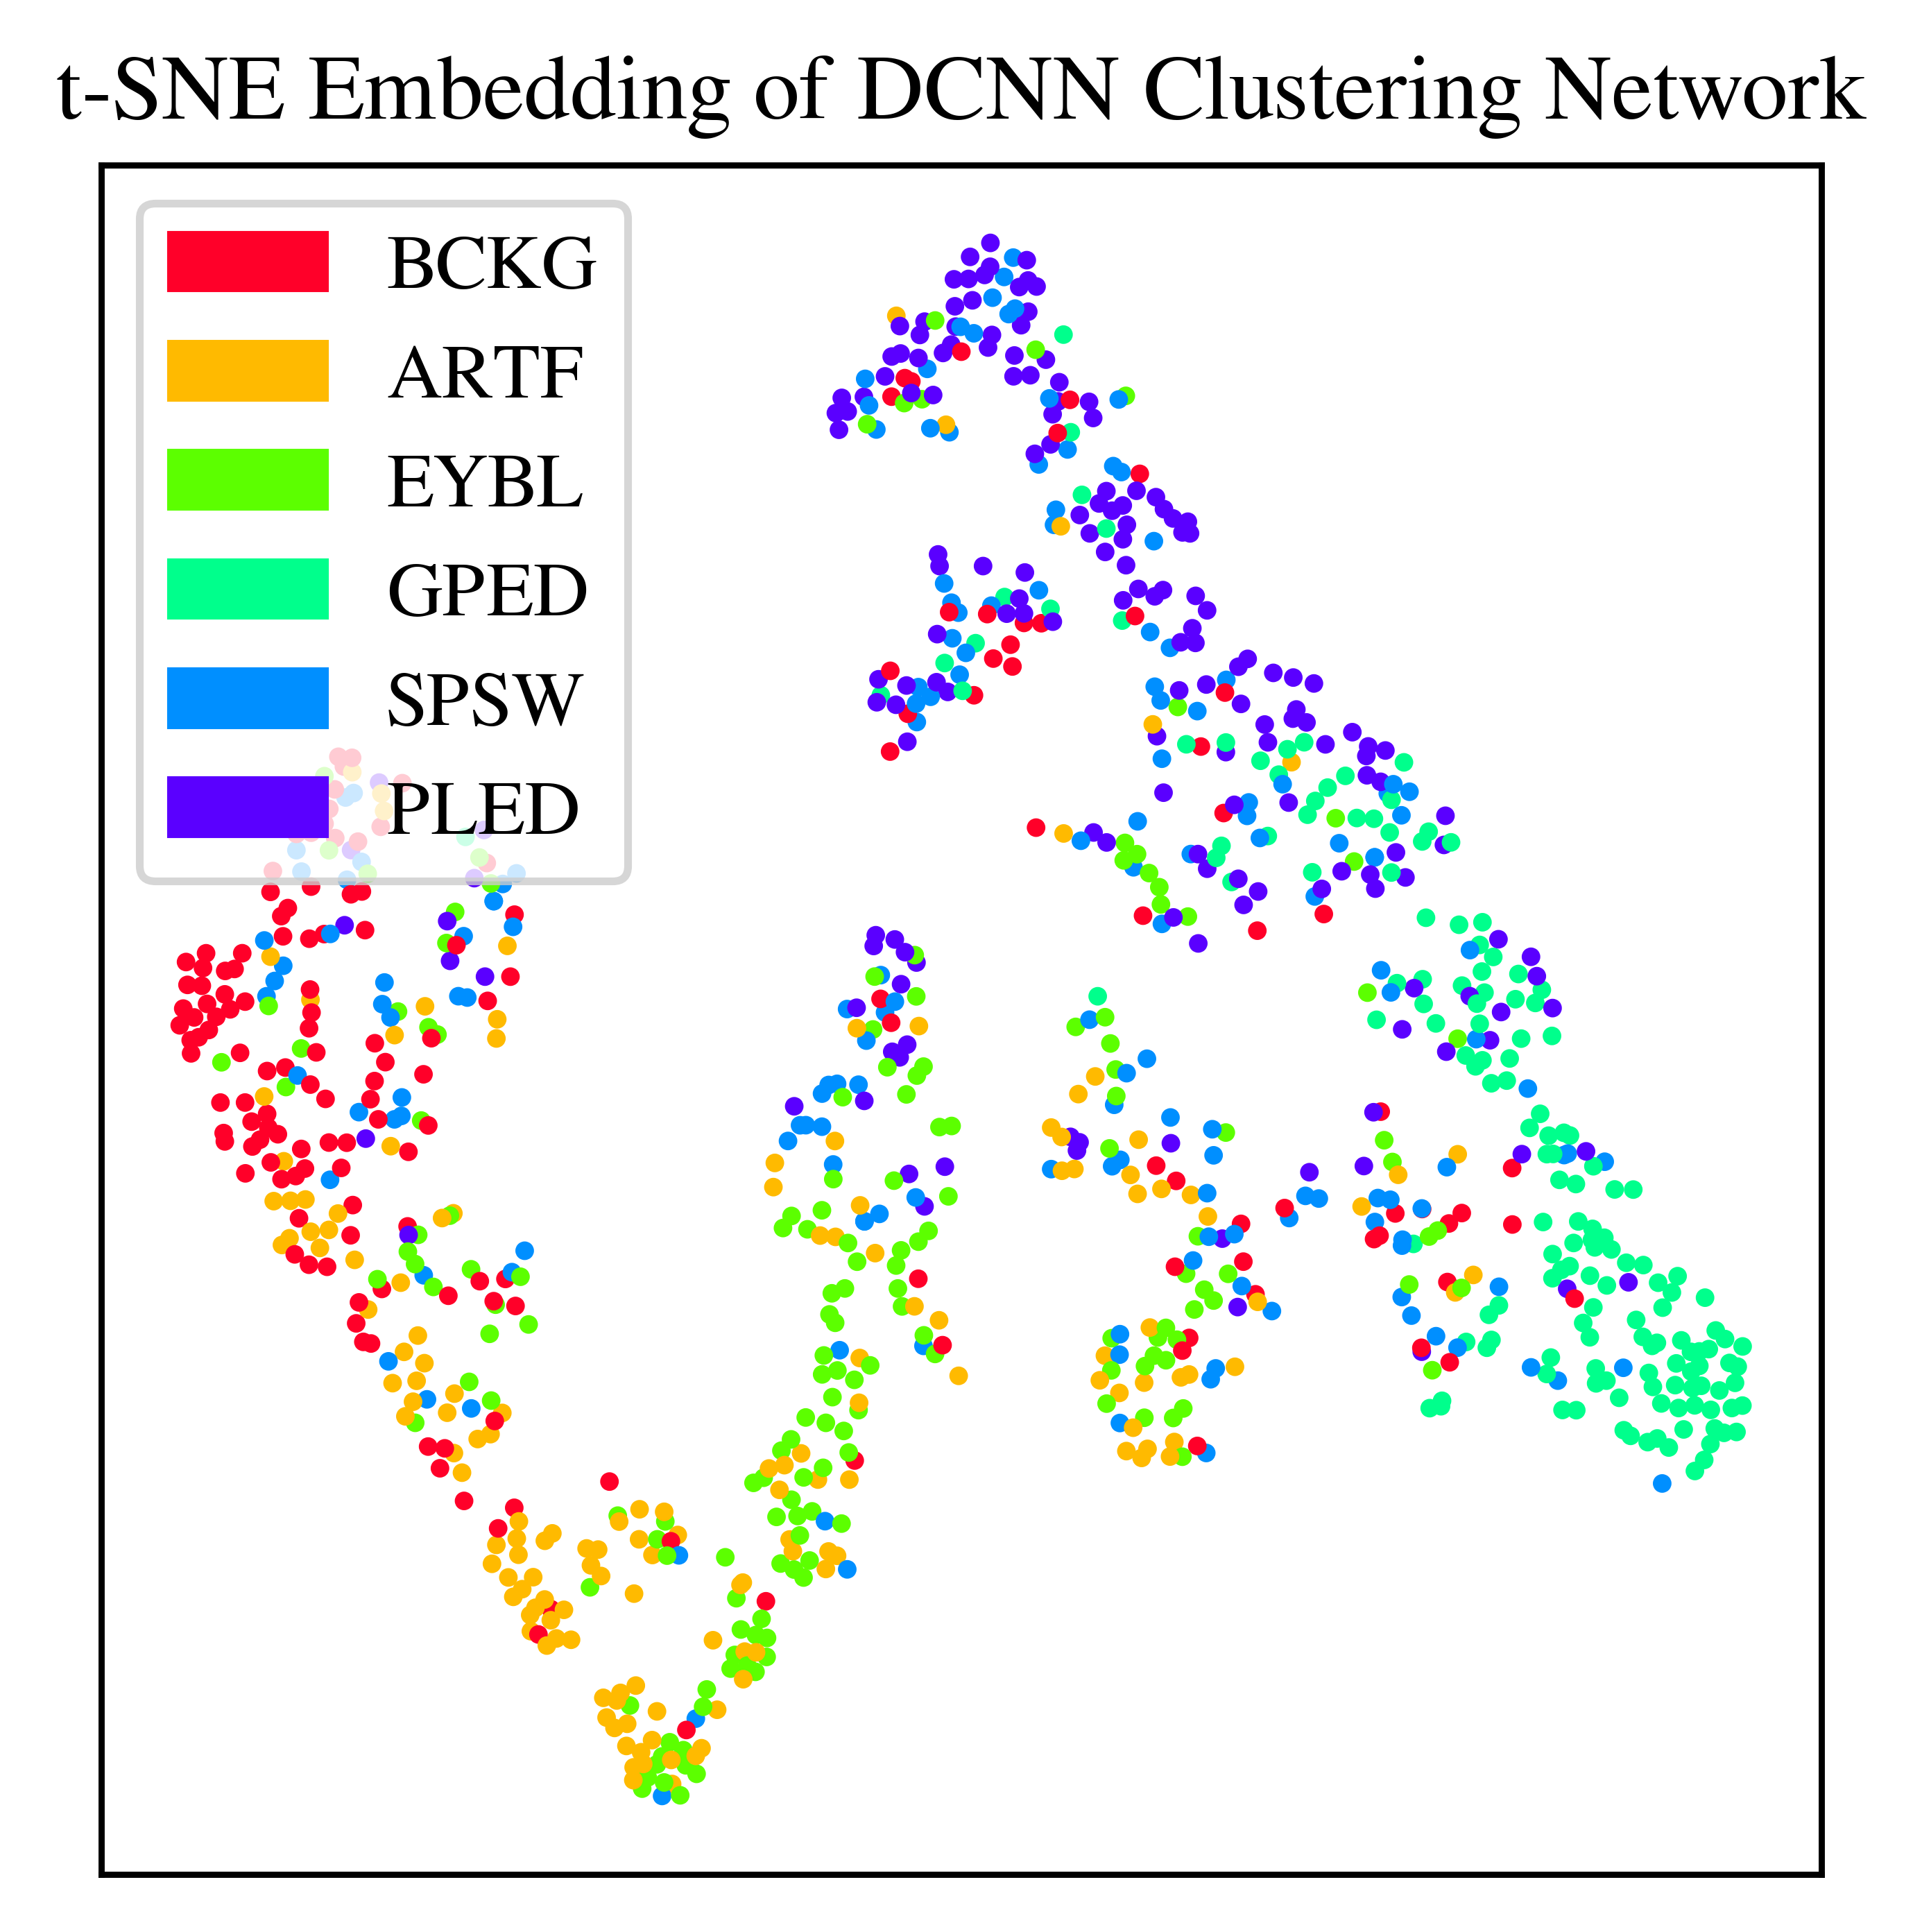 t-SNE Embedding of DCNN Clustering Network
BCKG
ARTF
EYBL
GPED
SPSW
PLED